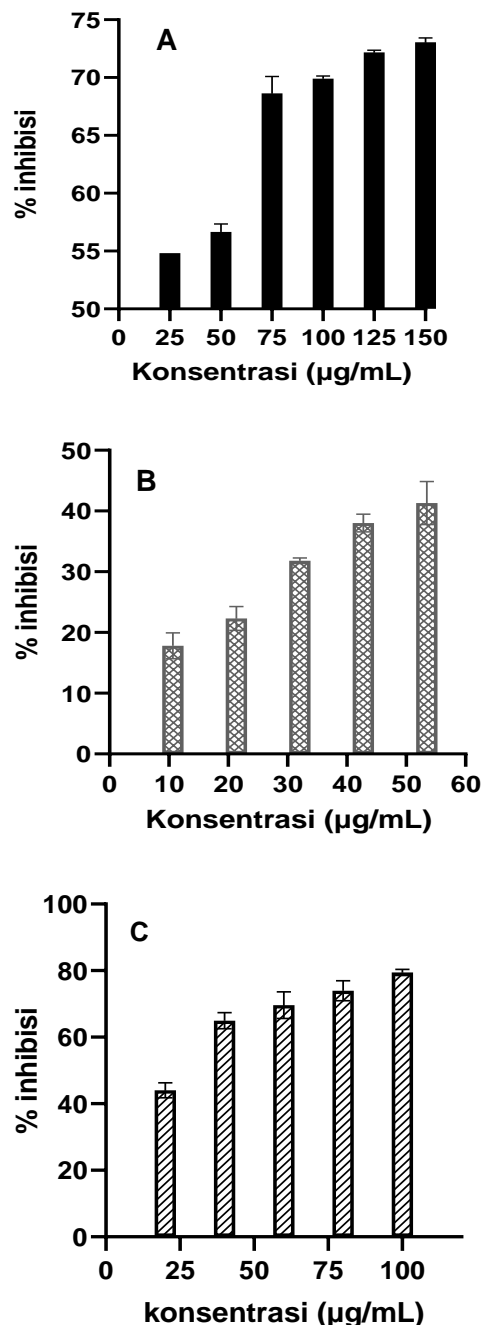 A
% inhibisi
75
70
65
60
55
50
0 25 50 75 100 125 150
Konsentrasi (µg/mL)
B
% inhibisi
50
40
30
20
10
0
0 10 20 30 40 50 60
Konsentrasi (µg/mL)
C
% inhibisi
100
80
60
40
20
0
0 25 50 75 100
konsentrasi (µg/mL)